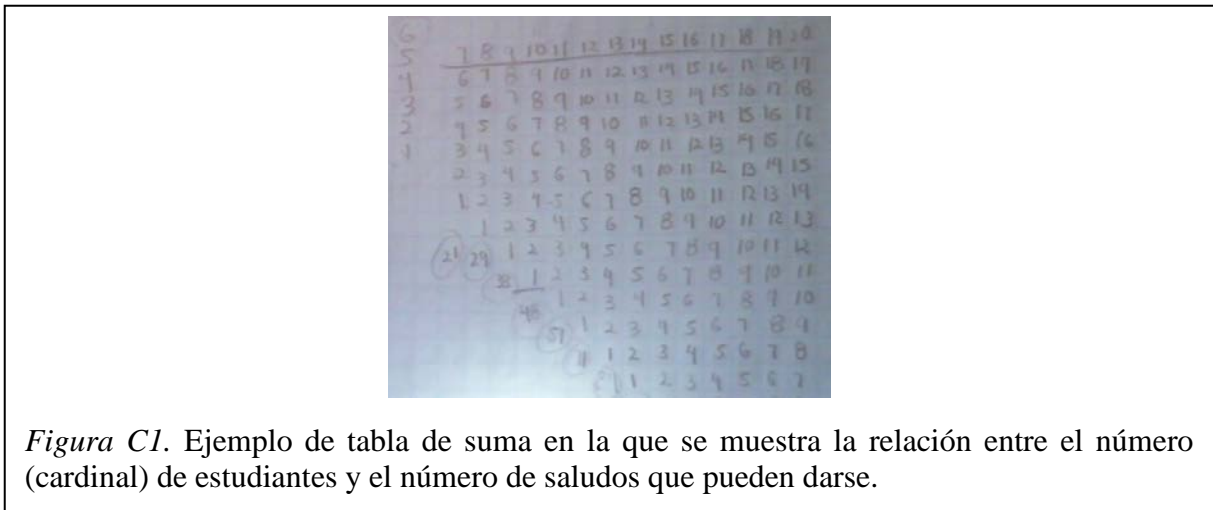 6
5 7 8 9 10 11 12 13 14 15 16 17 18 19 20
4 6 7 8 9 10 11 12 13 14 15 16 17 18 19
3 5 6 7 8 9 10 11 12 13 14 15 16 17 18
2 4 5 6 7 8 9 10 11 12 13 14 15 16 17
1 3 4 5 6 7 8 9 10 11 12 13 14 15 16
2 3 4 5 6 7 8 9 10 11 12 13 14 15
1 2 3 4 5 6 7 8 9 10 11 12 13 14
1 2 3 4 5 6 7 8 9 10 11 12 13
21 29 1 2 3 4 5 6 7 8 9 10 11 12
38 1 2 3 4 5 6 7 8 9 10 11
48 1 2 3 4 5 6 7 8 9 10
57 1 2 3 4 5 6 7 8 9
1 2 3 4 5 6 7 8
1 2 3 4 5 6 7
Figura C1. Ejemplo de tabla de suma en la que se muestra la relación entre el número
(cardinal) de estudiantes y el número de saludos que pueden darse.